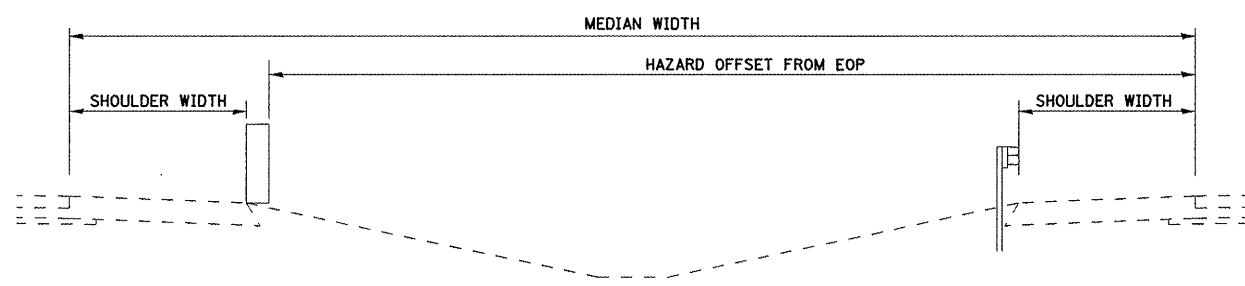 MEDIAN WIDTH
HAZARD OFFSET FROM EOP
SHOULDER WIDTH
SHOULDER WIDTH